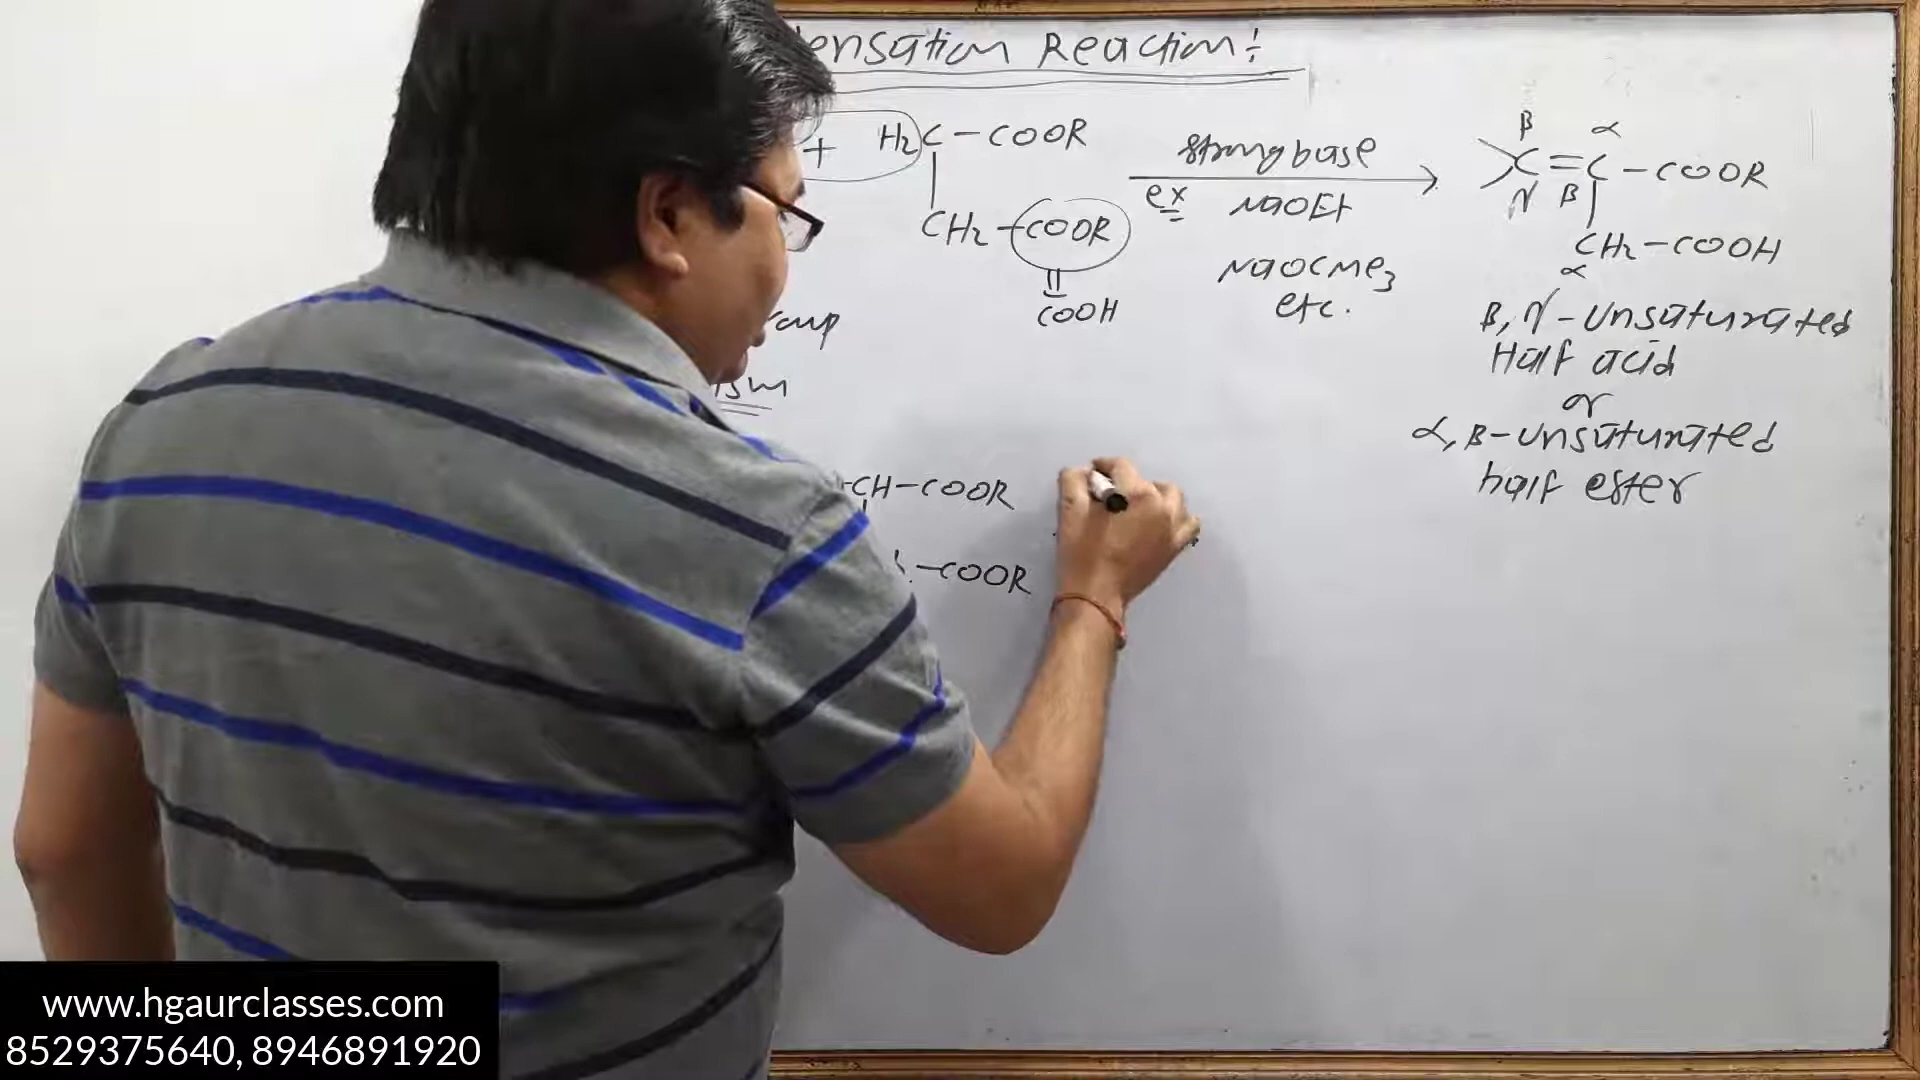 Reaction :
+ H2C - COOR
CH2 - COOR
COOH
strong base
ex NaOEt
NaOCMe3
etc.
β α
C = C - COOR
γ β
CH2 - COOH
α
β, γ - unsaturated
Half acid
or
α, β - unsaturated
half ester
CH - COOR
- COOR
www.hgaurclasses.com
8529375640, 8946891920